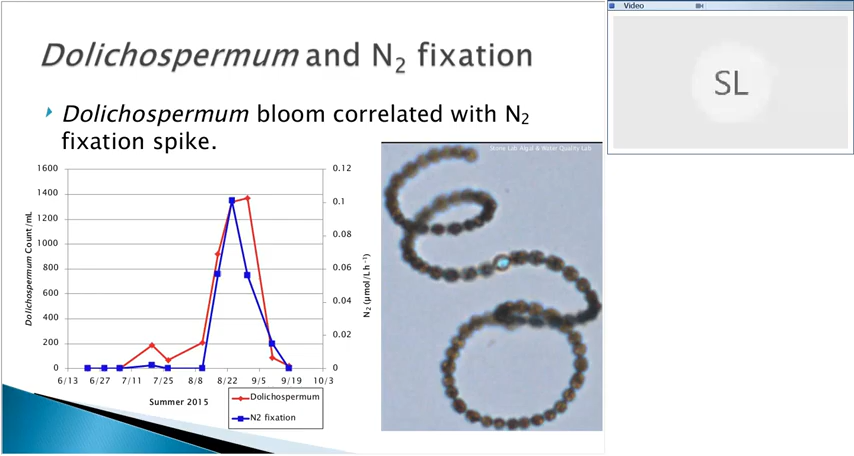 Video
SL
Dolichospermum and N2 fixation
Dolichospermum bloom correlated with N2
fixation spike.
1600
1400
1200
1000
800
600
400
200
0
Dolichospermum Count/mL
0.12
0.1
0.08
0.06
0.04
0.02
0
N2 (µmol/L h⁻¹)
6/13 6/27 7/11 7/25 8/8 8/22 9/5 9/19 10/3
Summer 2015
Dolichospermum
N2 fixation
Lab Algal & Water Quality Lab